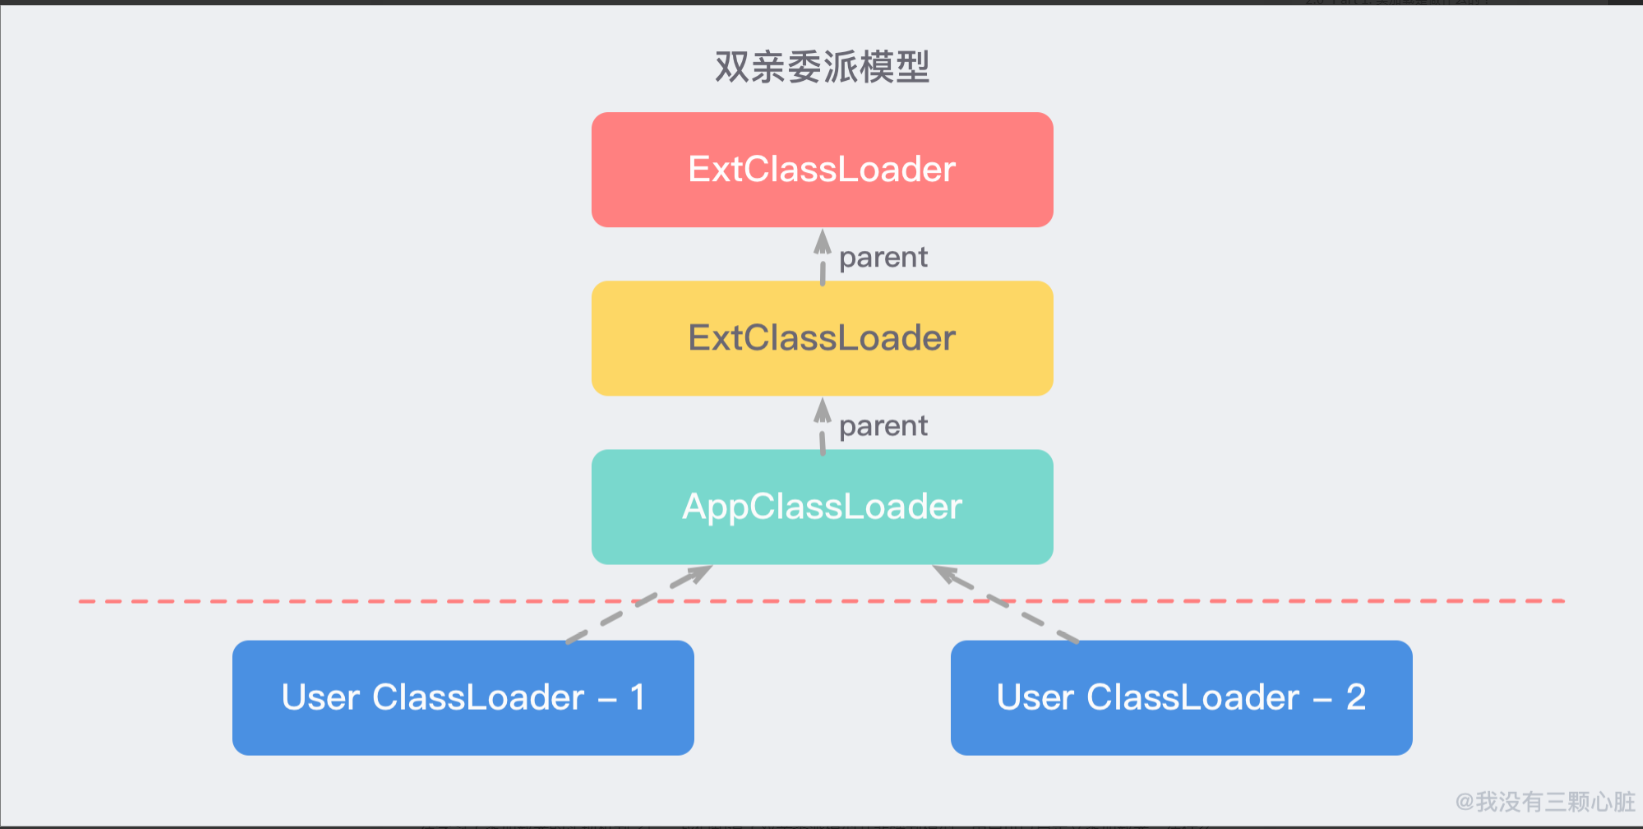 双亲委派模型
ExtClassLoader
parent
ExtClassLoader
parent
AppClassLoader
User ClassLoader – 1
User ClassLoader – 2
@我没有三颗心脏